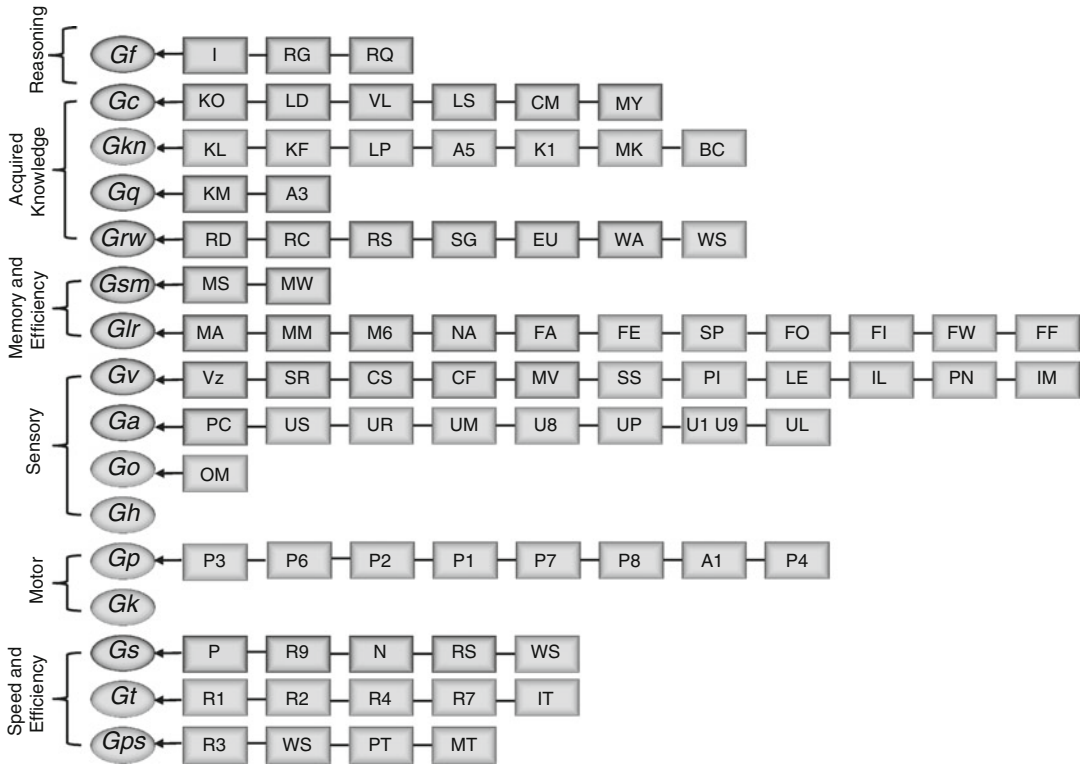 Reasoning
Gf I RG RQ
Acquired
Knowledge
Gc KO LD VL LS CM MY
Gkn KL KF LP A5 K1 MK BC
Gq KM A3
Grw RD RC RS SG EU WA WS
Memory and
Efficiency
Gsm MS MW
Glr MA MM M6 NA FA FE SP FO FI FW FF
Sensory
Gv Vz SR CS CF MV SS PI LE IL PN IM
Ga PC US UR UM U8 UP U1 U9 UL
Go OM
Gh
Motor
Gp P3 P6 P2 P1 P7 P8 A1 P4
Gk
Speed and
Efficiency
Gs P R9 N RS WS
Gt R1 R2 R4 R7 IT
Gps R3 WS PT MT